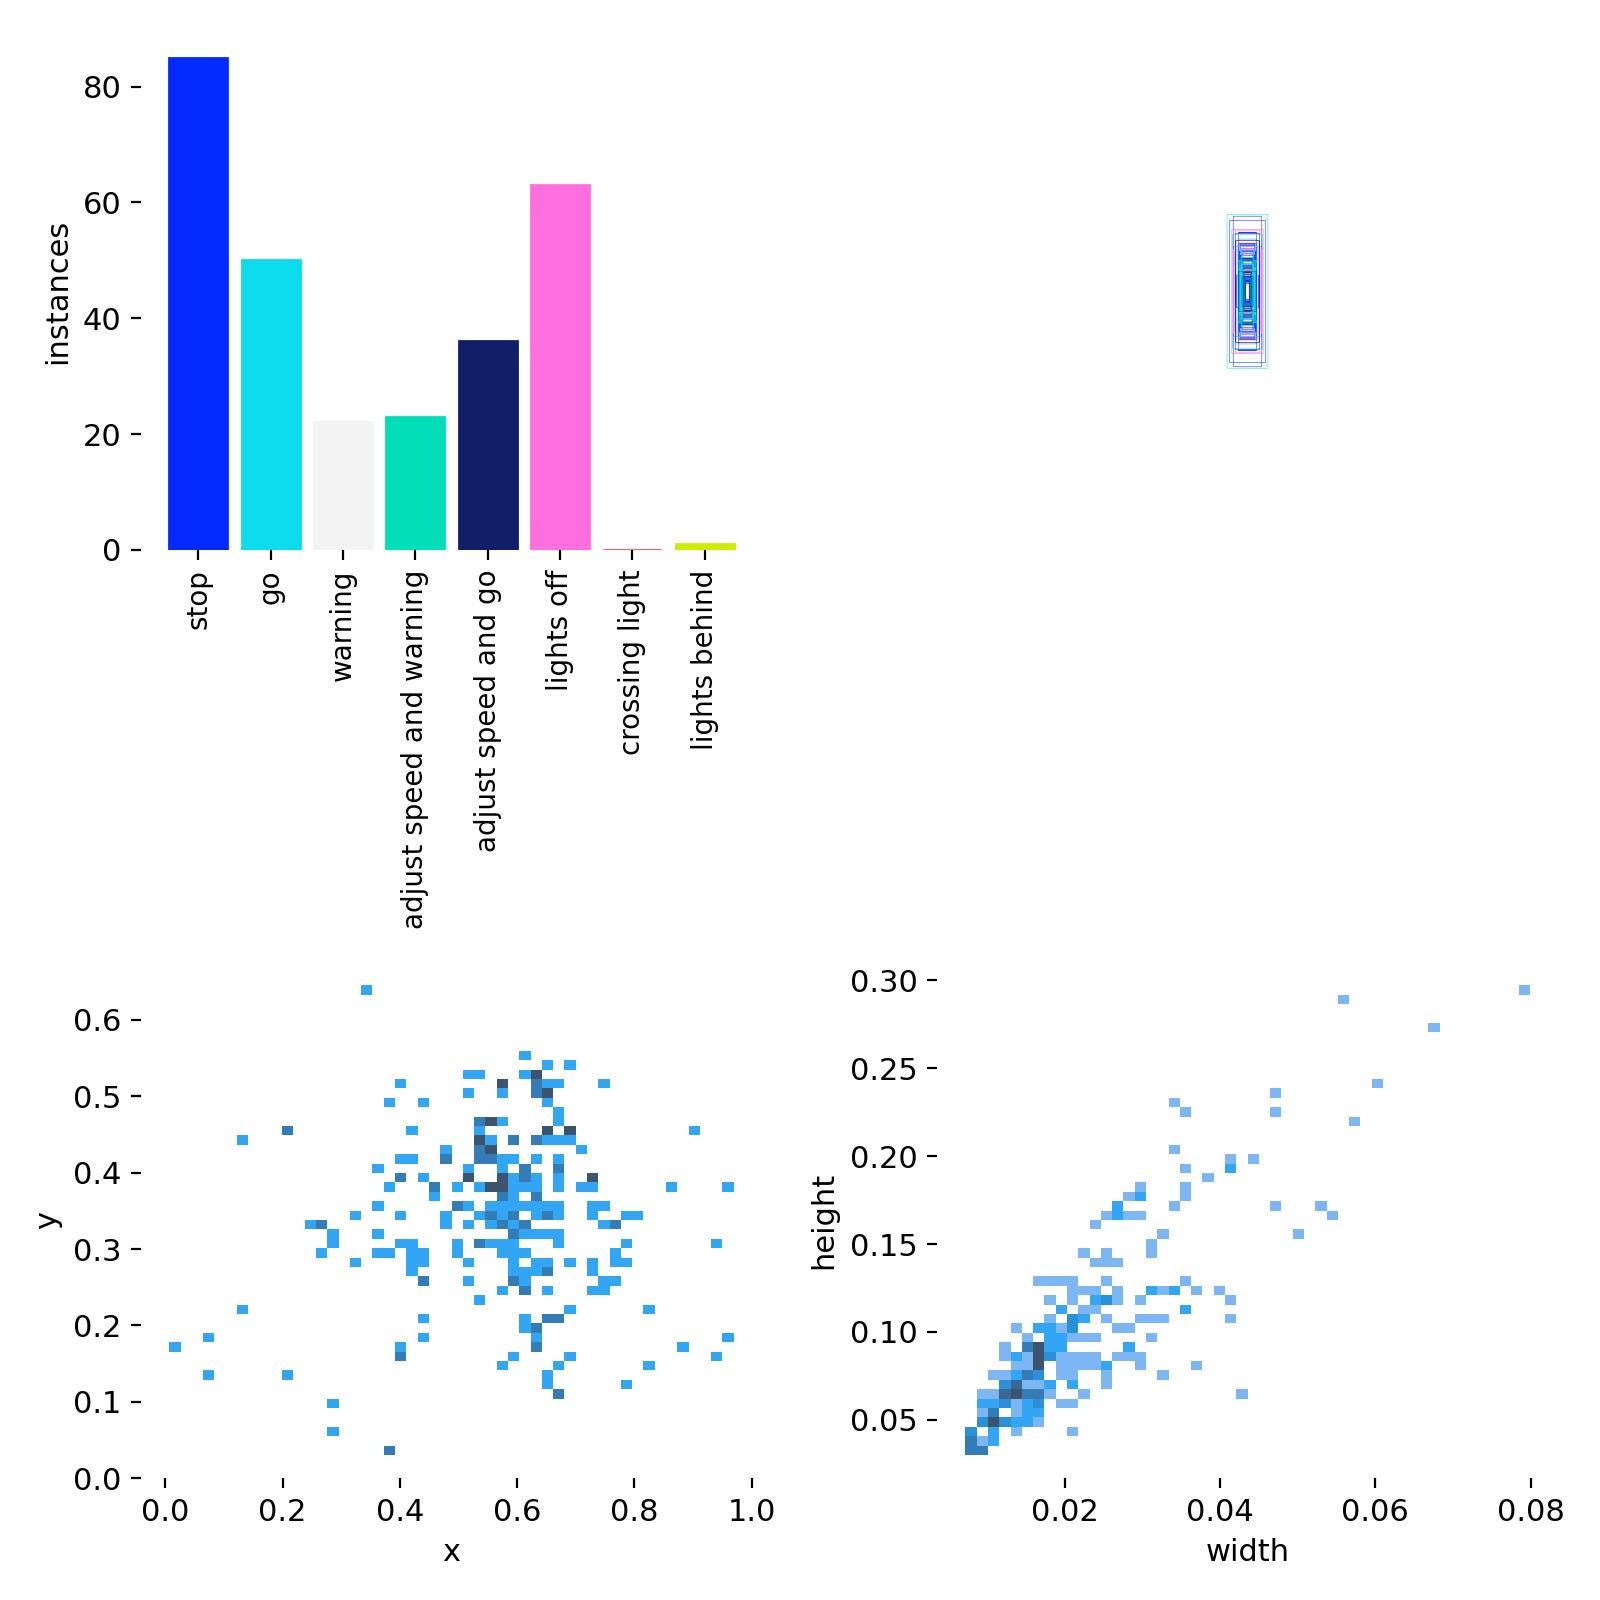 80
60
40
20
0
instances
stop
go
warning
adjust speed and warning
adjust speed and go
lights off
crossing light
lights behind
0.6
0.5
0.4
0.3
0.2
0.1
0.0
y
0.0 0.2 0.4 0.6 0.8 1.0
x
0.30
0.25
0.20
0.15
0.10
0.05
height
0.02 0.04 0.06 0.08
width